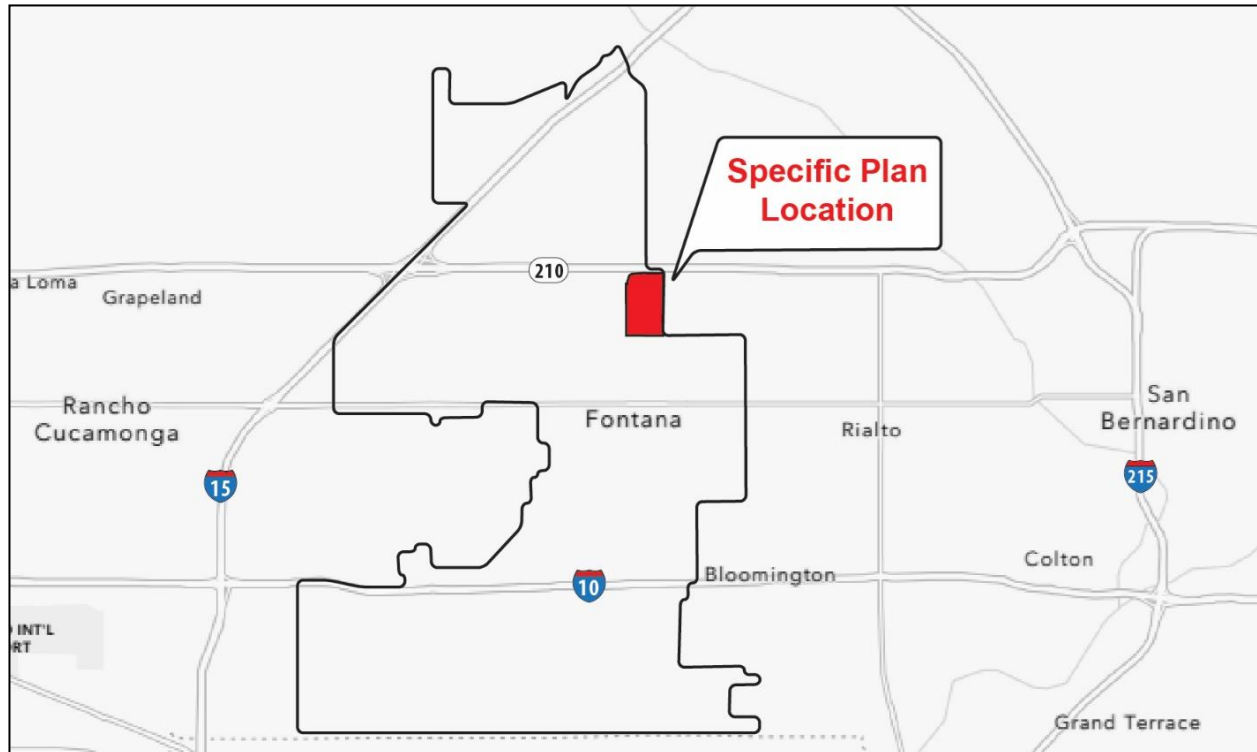 Specific Plan
Location
210
a Loma
Grapeland
Rancho
Cucamonga
Fontana
Rialto
San
Bernardino
15
215
Colton
Bloomington
10
INT'L
RT
Grand Terrace